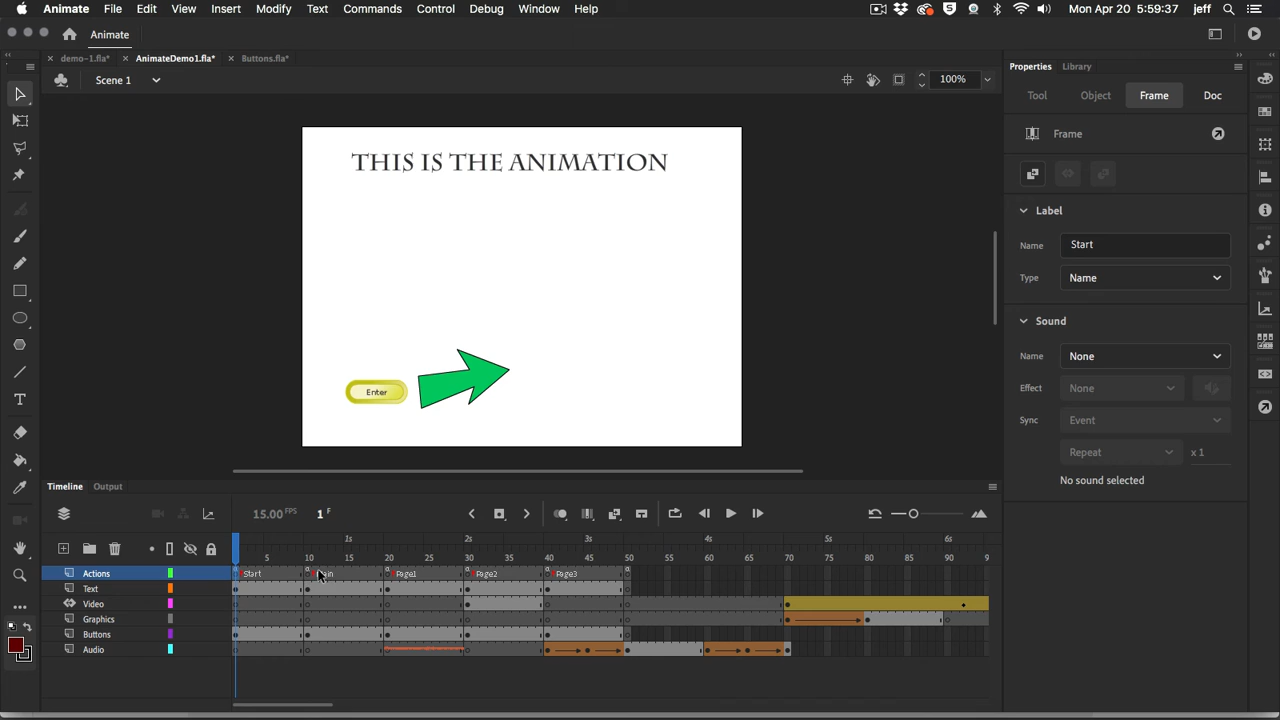 Animate File Edit View Insert Modify Text Commands Control Debug Window Help Mon Apr 20 5:59:37 jeff
Animate
demo-1.fla* AnimateDemo1.fla* Buttons.fla*
Scene 1 100%
Properties Library
Tool Object Frame Doc
Frame
Label
Name Start
Type Name
Sound
Name None
Effect None
Sync Event
Repeat x 1
No sound selected
THIS IS THE ANIMATION
Enter
Timeline Output
15.00 FPS 1 F
1s 2s 3s 4s 5s 6s
5 10 15 20 25 30 35 40 45 50 55 60 65 70 75 80 85 90 9
Actions Start Page1 Page2 Page3
Text
Video
Graphics
Buttons
Audio